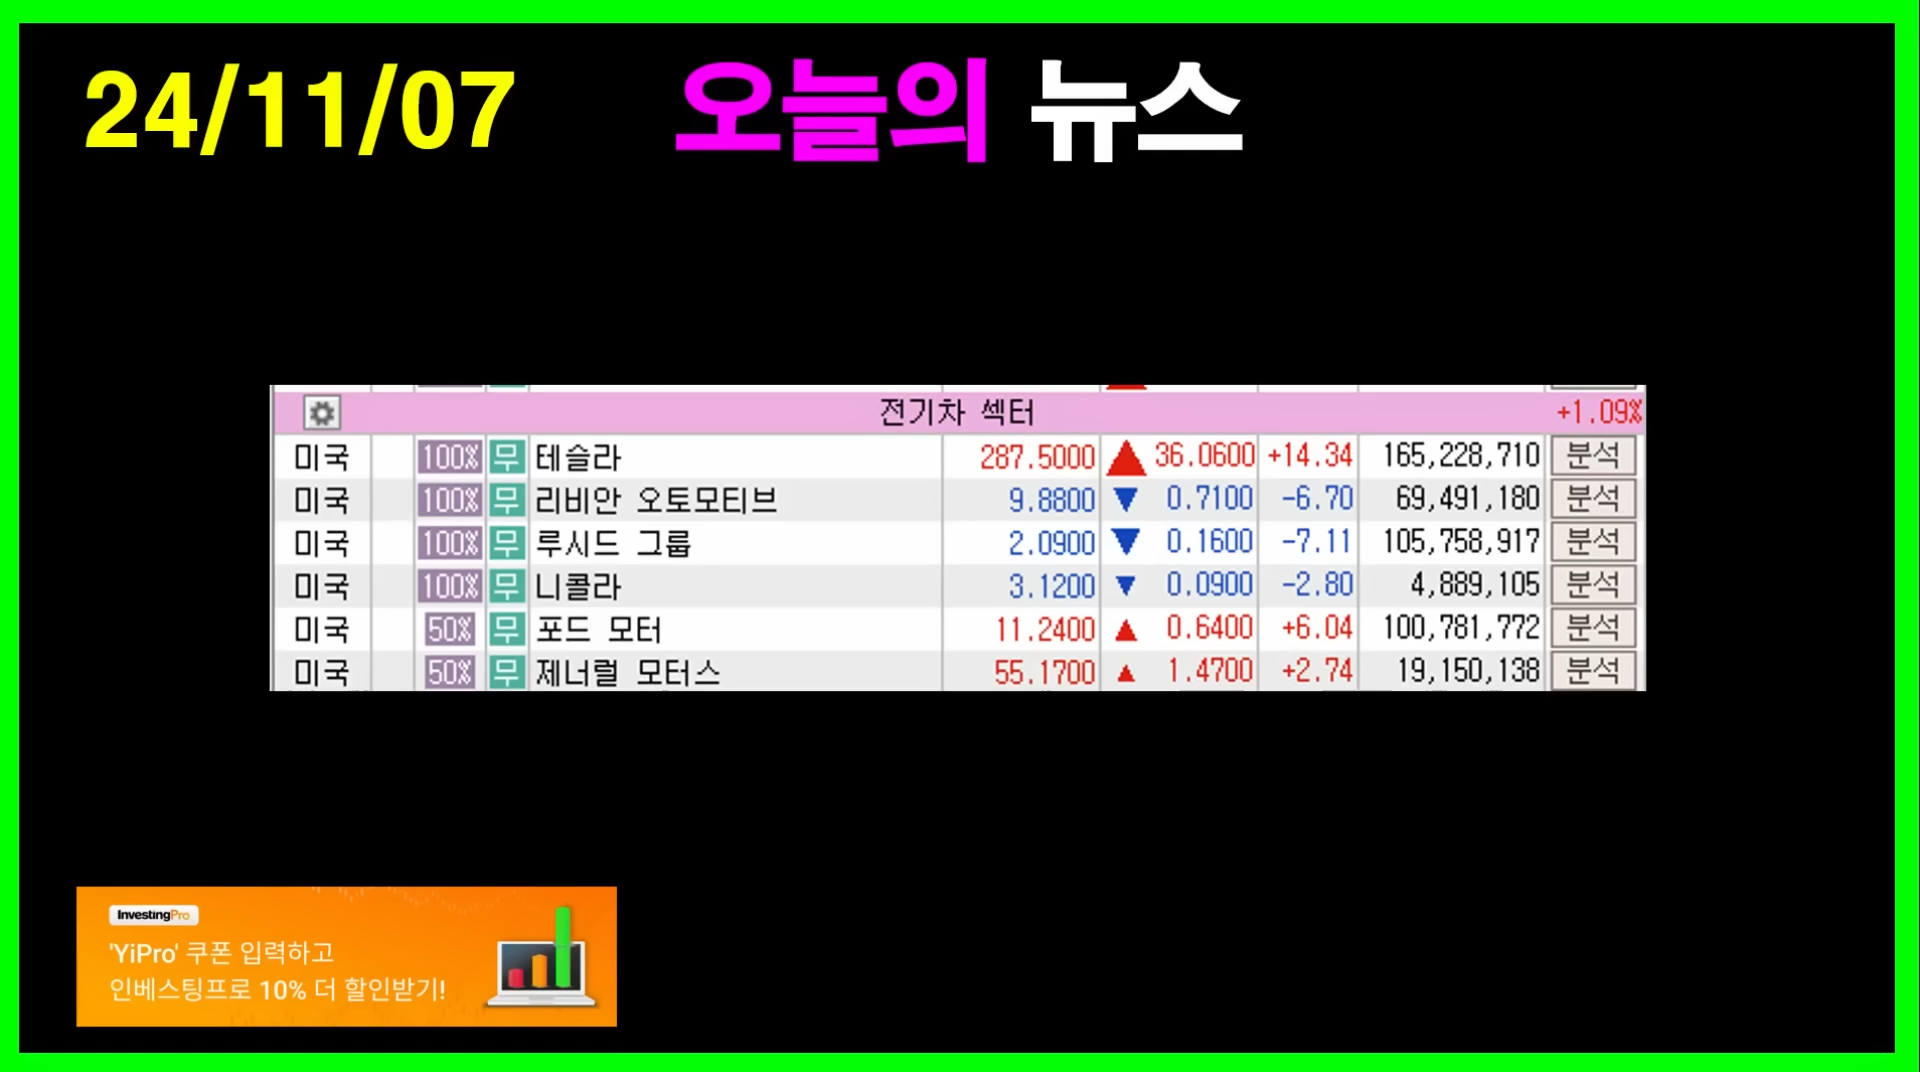 24/11/07 오늘의 뉴스
전기차 섹터 +1.09%
미국 100% 무 테슬라 287.5000 ▲ 36.0600 +14.34 165,228,710 분석
미국 100% 무 리비안 오토모티브 9.8800 ▼ 0.7100 -6.70 69,491,180 분석
미국 100% 무 루시드 그룹 2.0900 ▼ 0.1600 -7.11 105,758,917 분석
미국 100% 무 니콜라 3.1200 ▼ 0.0900 -2.80 4,889,105 분석
미국 50% 무 포드 모터 11.2400 ▲ 0.6400 +6.04 100,781,772 분석
미국 50% 무 제너럴 모터스 55.1700 ▲ 1.4700 +2.74 19,150,138 분석
InvestingPro
'YiPro' 쿠폰 입력하고
인베스팅프로 10% 더 할인받기!